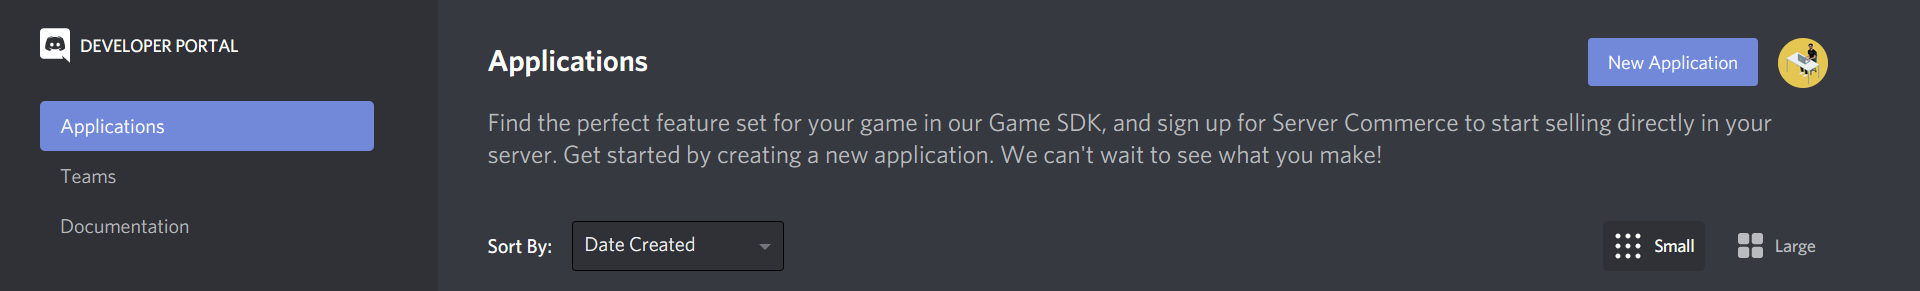 DEVELOPER PORTAL
Applications
Teams
Documentation
Applications
New Application
Find the perfect feature set for your game in our Game SDK, and sign up for Server Commerce to start selling directly in your
server. Get started by creating a new application. We can't wait to see what you make!
Sort By: Date Created
Small Large